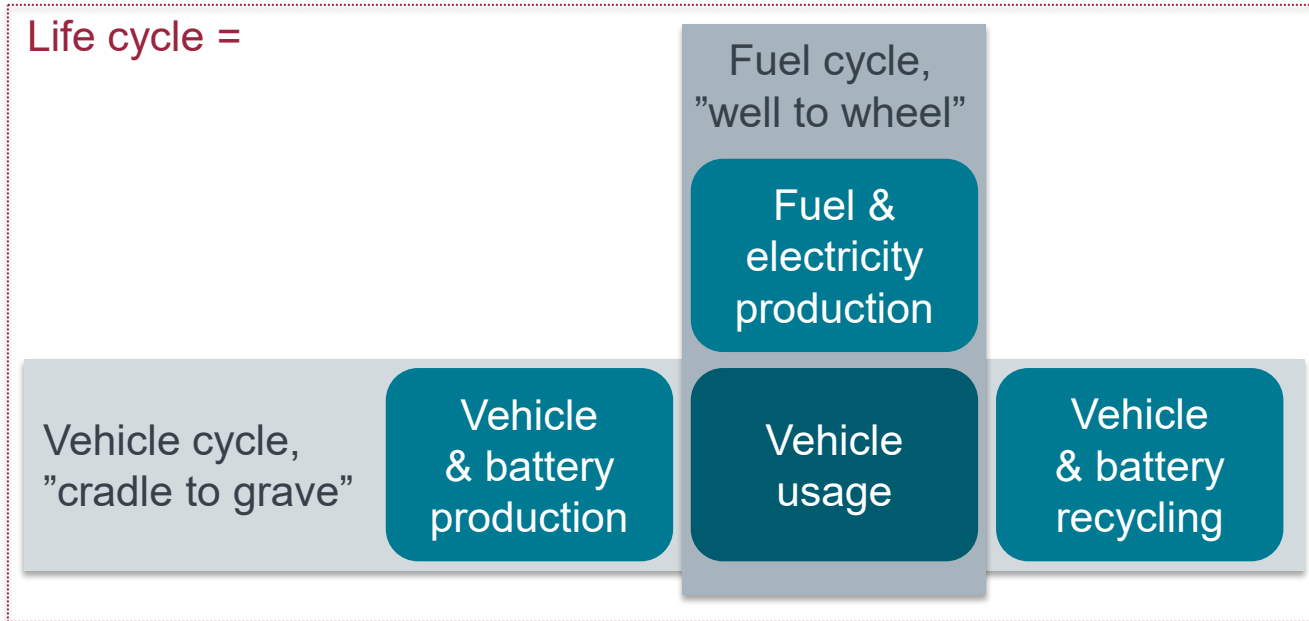 Life cycle =
Fuel cycle,
”well to wheel”
Fuel &
electricity
production
Vehicle cycle,
”cradle to grave”
Vehicle
& battery
production
Vehicle
usage
Vehicle
& battery
recycling